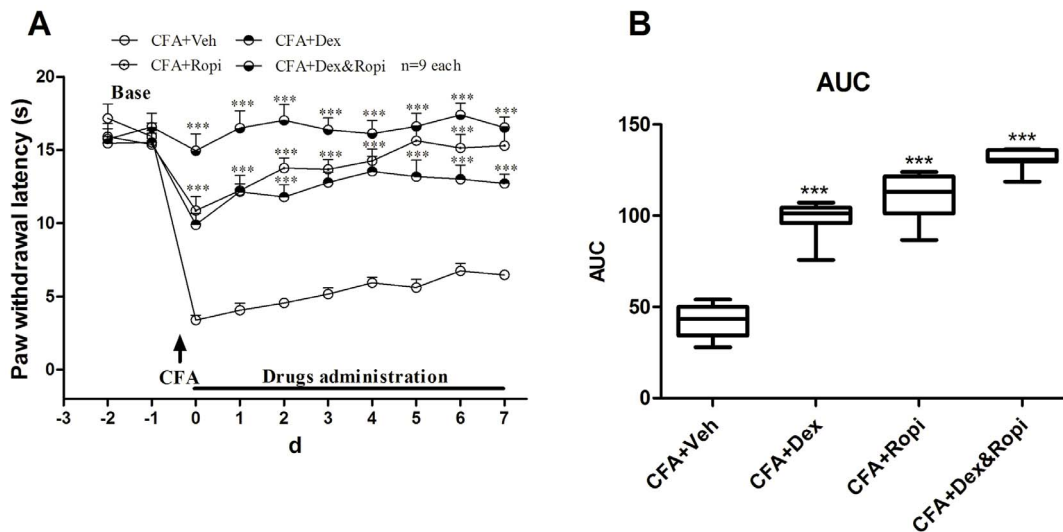 A
CFA+Veh CFA+Dex
CFA+Ropi CFA+Dex&Ropi n=9 each
Paw withdrawal latency (s)
20
15
10
5
0
Base
*** *** *** *** *** *** *** ***
*** *** *** *** *** *** ***
*** *** *** ***
CFA
Drugs administration
-3 -2 -1 0 1 2 3 4 5 6 7
d
B
AUC
AUC
150
100
50
0
***
***
***
CFA+Veh
CFA+Dex
CFA+Ropi
CFA+Dex&Ropi